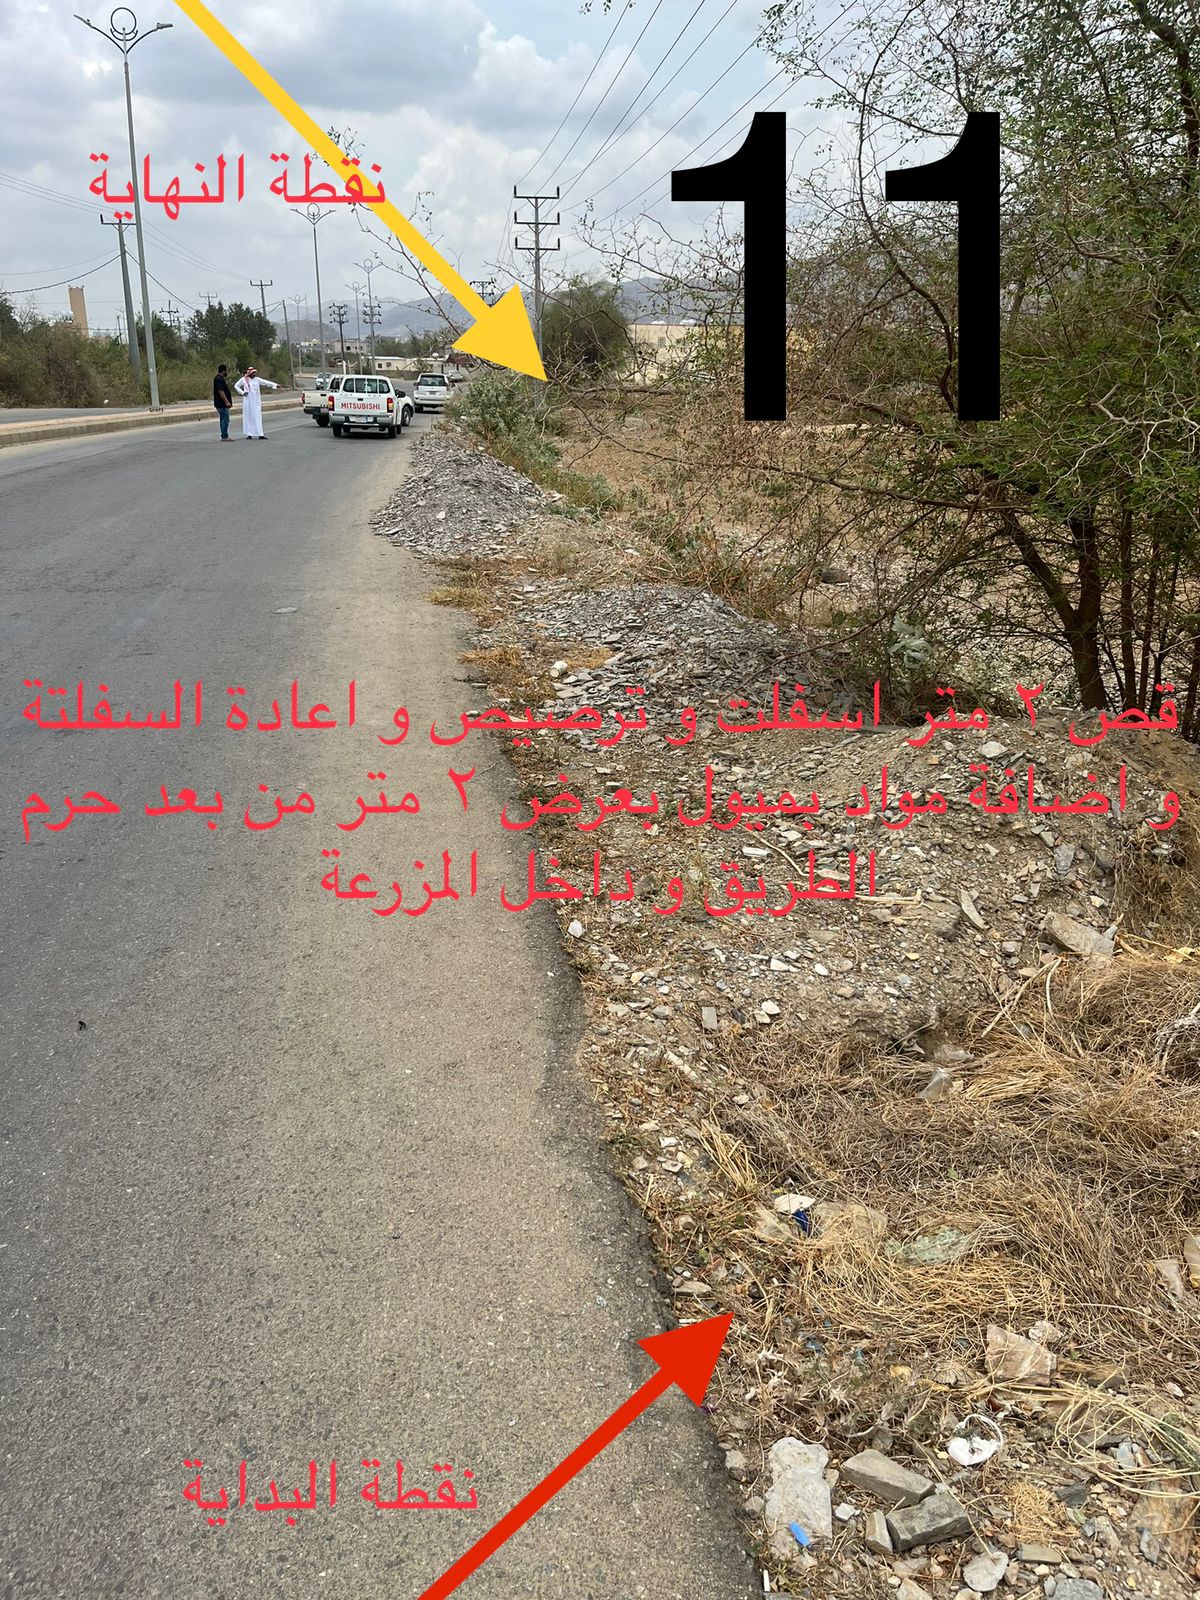 11
نقطة النهاية
MITSUBISHI
قص ٢ متر اسفلت و ترصيص و اعادة السفلتة
و اضافة مواد بميول بعرض ٢ متر من بعد حرم
الطريق و داخل المزرعة
نقطة البداية